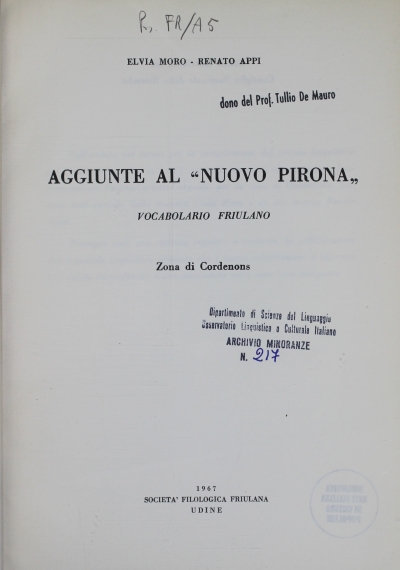 R, FR/A5
ELVIA MORO - RENATO APPI
dono del Prof. Tullio De Mauro
AGGIUNTE AL “NUOVO PIRONA„
VOCABOLARIO FRIULANO
Zona di Cordenons
Dipartimento di Scienze del Linguaggio
Osservatorio Linguistico e Culturale Italiano
ARCHIVIO MINORANZE
N. 217
1967
SOCIETA' FILOLOGICA FRIULANA
UDINE